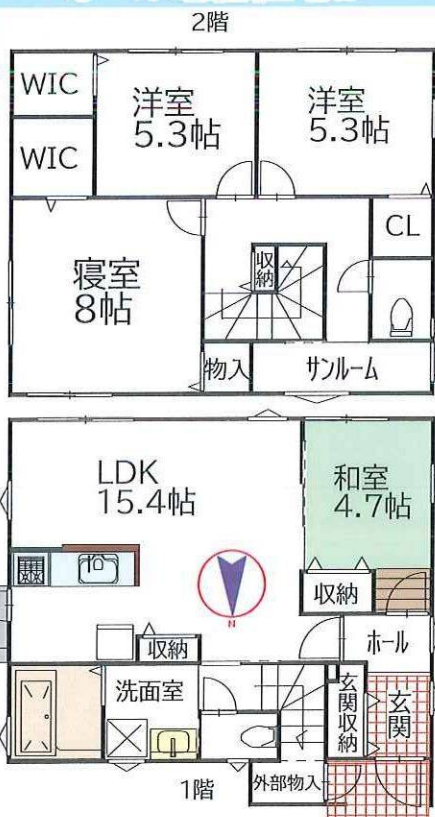 2階
WIC
洋室
5.3帖
洋室
5.3帖
WIC
CL
寝室
8帖
収納
物入
サンルーム
LDK
15.4帖
和室
4.7帖
N
収納
ホール
収納
洗面室
玄関収納
玄関
1階
外部物入